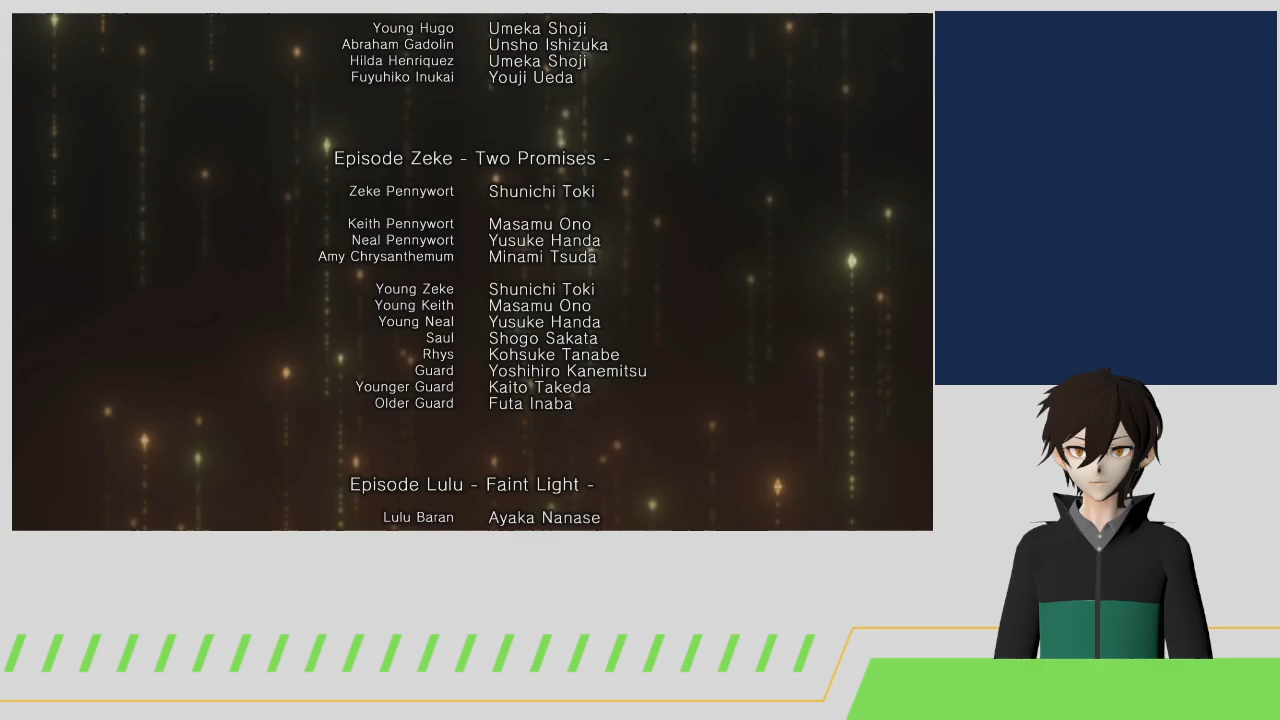 Young Hugo Umeka Shoji
Abraham Gadolin Unsho Ishizuka
Hilda Henriquez Umeka Shoji
Fuyuhiko Inukai Youji Ueda
Episode Zeke - Two Promises -
Zeke Pennywort Shunichi Toki
Keith Pennywort Masamu Ono
Neal Pennywort Yusuke Handa
Amy Chrysanthemum Minami Tsuda
Young Zeke Shunichi Toki
Young Keith Masamu Ono
Young Neal Yusuke Handa
Saul Shogo Sakata
Rhys Kohsuke Tanabe
Guard Yoshihiro Kanemitsu
Younger Guard Kaito Takeda
Older Guard Futa Inaba
Episode Lulu - Faint Light -
Lulu Baran Ayaka Nanase